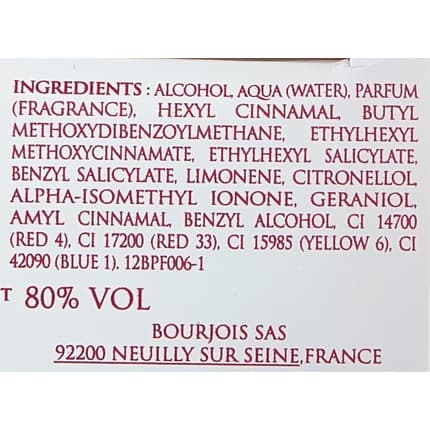 INGREDIENTS : ALCOHOL, AQUA (WATER), PARFUM
(FRAGRANCE), HEXYL CINNAMAL, BUTYL
METHOXYDIBENZOYLMETHANE, ETHYLHEXYL
METHOXYCINNAMATE, ETHYLHEXYL SALICYLATE,
BENZYL SALICYLATE, LIMONENE, CITRONELLOL,
ALPHA-ISOMETHYL IONONE, GERANIOL,
AMYL CINNAMAL, BENZYL ALCOHOL, CI 14700
(RED 4), CI 17200 (RED 33), CI 15985 (YELLOW 6), CI
42090 (BLUE 1). 12BPF006-1
T 80% VOL
BOURJOIS SAS
92200 NEUILLY SUR SEINE,FRANCE